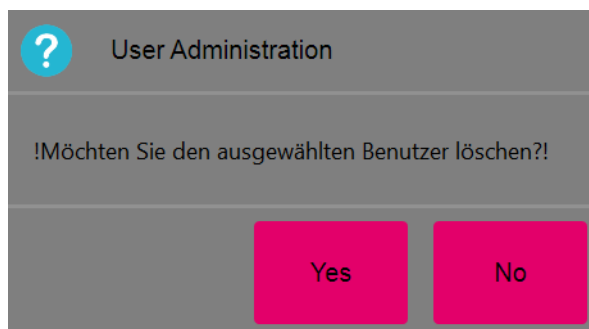 ?
User Administration
!Möchten Sie den ausgewählten Benutzer löschen?!
Yes
No